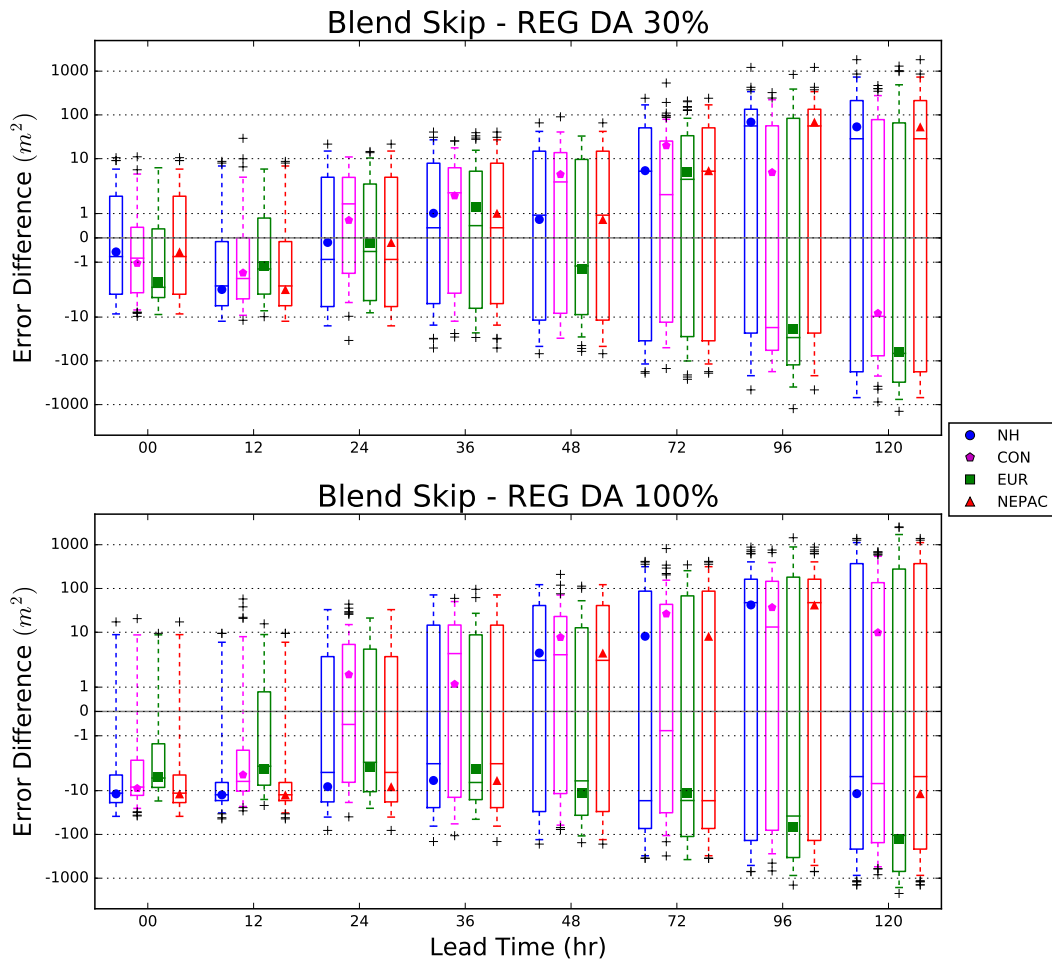 Blend Skip - REG DA 30%
Error Difference (m²)
1000
100
10
1
0
-1
-10
-100
-1000
00 12 24 36 48 72 96 120
NH
CON
EUR
NEPAC
Blend Skip - REG DA 100%
Error Difference (m²)
1000
100
10
1
0
-1
-10
-100
-1000
00 12 24 36 48 72 96 120
Lead Time (hr)